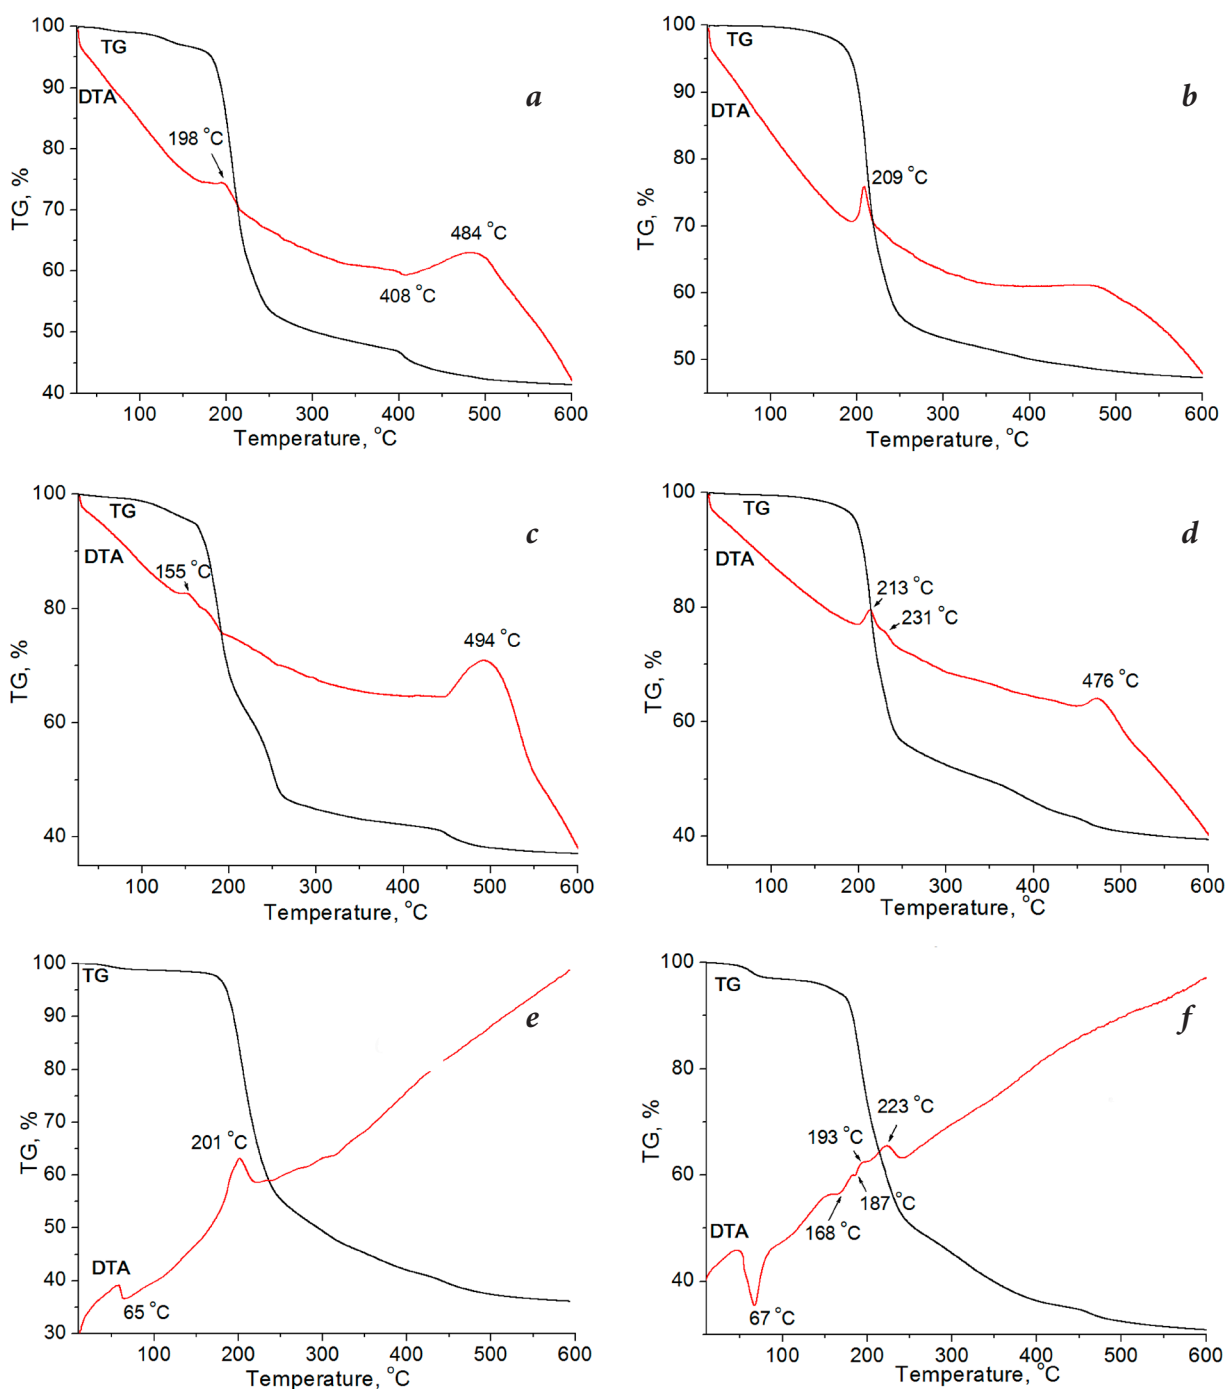 100
90
80
70
60
50
40
TG, %
TG
DTA
198 °C
408 °C
484 °C
a
100 200 300 400 500 600
Temperature, °C
100
90
80
70
60
50
TG, %
TG
DTA
209 °C
b
100 200 300 400 500 600
Temperature, °C
100
80
60
40
TG, %
TG
DTA
155 °C
494 °C
c
100 200 300 400 500 600
Temperature, °C
100
80
60
40
TG, %
TG
DTA
213 °C
231 °C
476 °C
d
100 200 300 400 500 600
Temperature, °C
100
90
80
70
60
50
40
30
TG, %
TG
DTA
65 °C
201 °C
e
100 200 300 400 500 600
Temperature, °C
100
80
60
40
TG, %
TG
DTA
67 °C
168 °C
187 °C
193 °C
223 °C
f
100 200 300 400 500 600
Temperature, °C